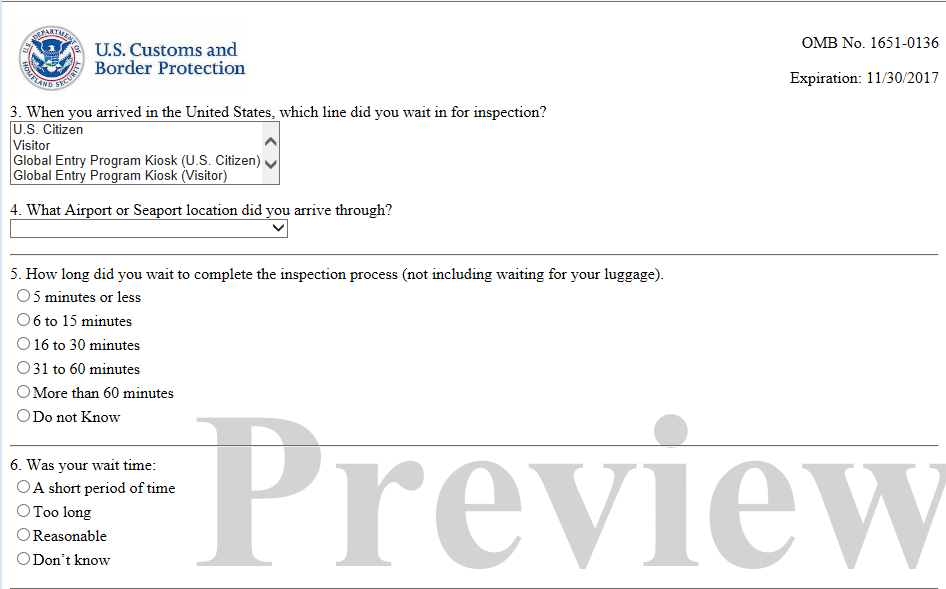 U.S. DEPARTMENT OF HOMELAND SECURITY
U.S. Customs and
Border Protection
OMB No. 1651-0136
Expiration: 11/30/2017
3. When you arrived in the United States, which line did you wait in for inspection?
U.S. Citizen
Visitor
Global Entry Program Kiosk (U.S. Citizen)
Global Entry Program Kiosk (Visitor)
4. What Airport or Seaport location did you arrive through?
5. How long did you wait to complete the inspection process (not including waiting for your luggage).
5 minutes or less
6 to 15 minutes
16 to 30 minutes
31 to 60 minutes
More than 60 minutes
Do not Know
6. Was your wait time:
A short period of time
Too long
Reasonable
Don't know
Preview